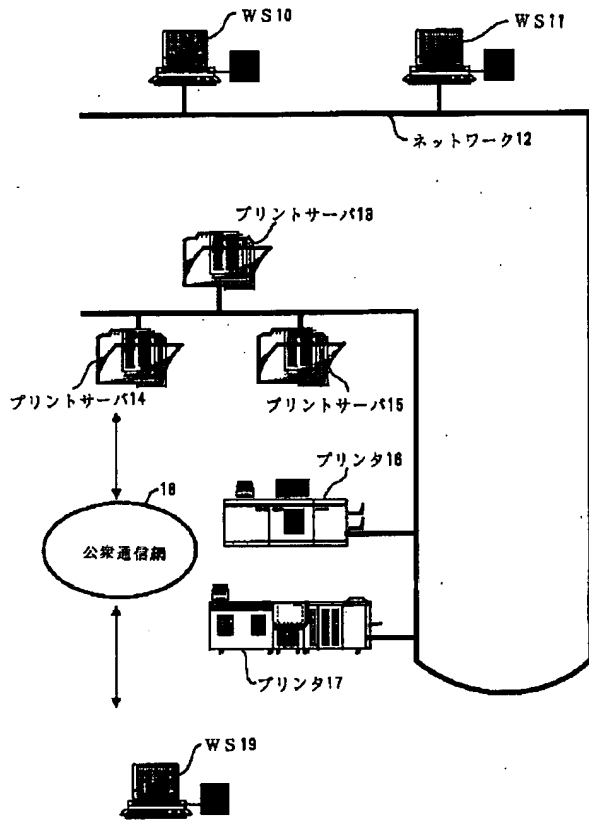 WS10
WS11
ネットワーク12
プリントサーバ13
プリントサーバ14
プリントサーバ15
プリンタ16
18
公衆通信網
プリンタ17
WS19